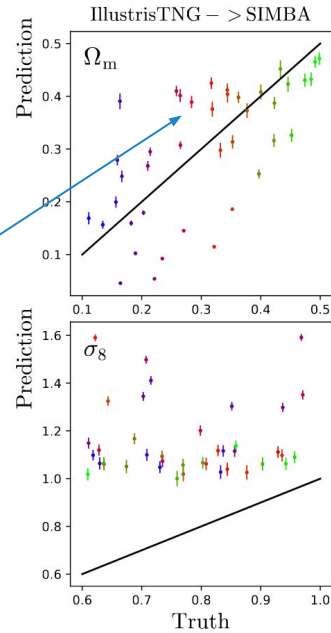 IllustrisTNG − > SIMBA
Prediction
Ωm
0.5
0.4
0.3
0.2
0.1
0.1 0.2 0.3 0.4 0.5
Prediction
σ8
1.6
1.4
1.2
1.0
0.8
0.6
0.6 0.7 0.8 0.9 1.0
Truth